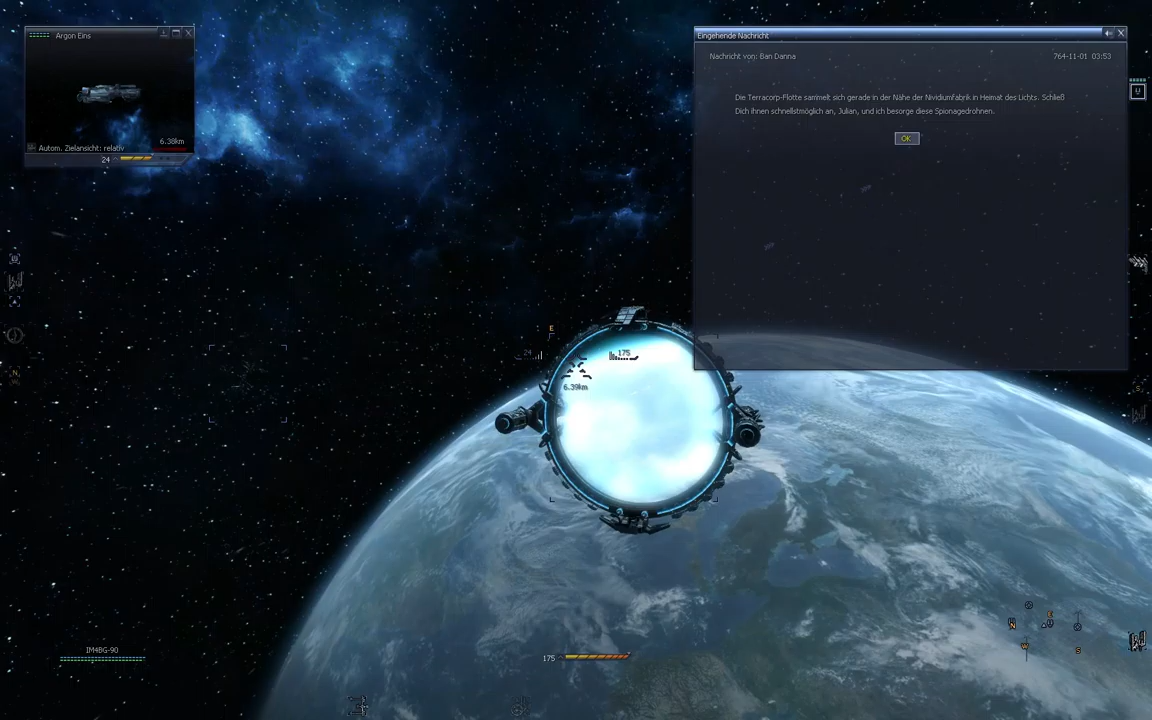 Argon Eins
6.38km
Autom. Zielansicht: relativ
24
Eingehende Nachricht
Nachricht von: Ban Danna
764-11-01 03:53
Die Terracorp-Flotte sammelt sich gerade in der Nähe der Nividiumfabrik in Heimat des Lichts. Schließ
Dich ihnen schnellstmöglich an, Julian, und ich besorge diese Spionagedrohnen.
OK
E
24
175
6.39km
N
S
E
N
W
S
IM4BG-90
175